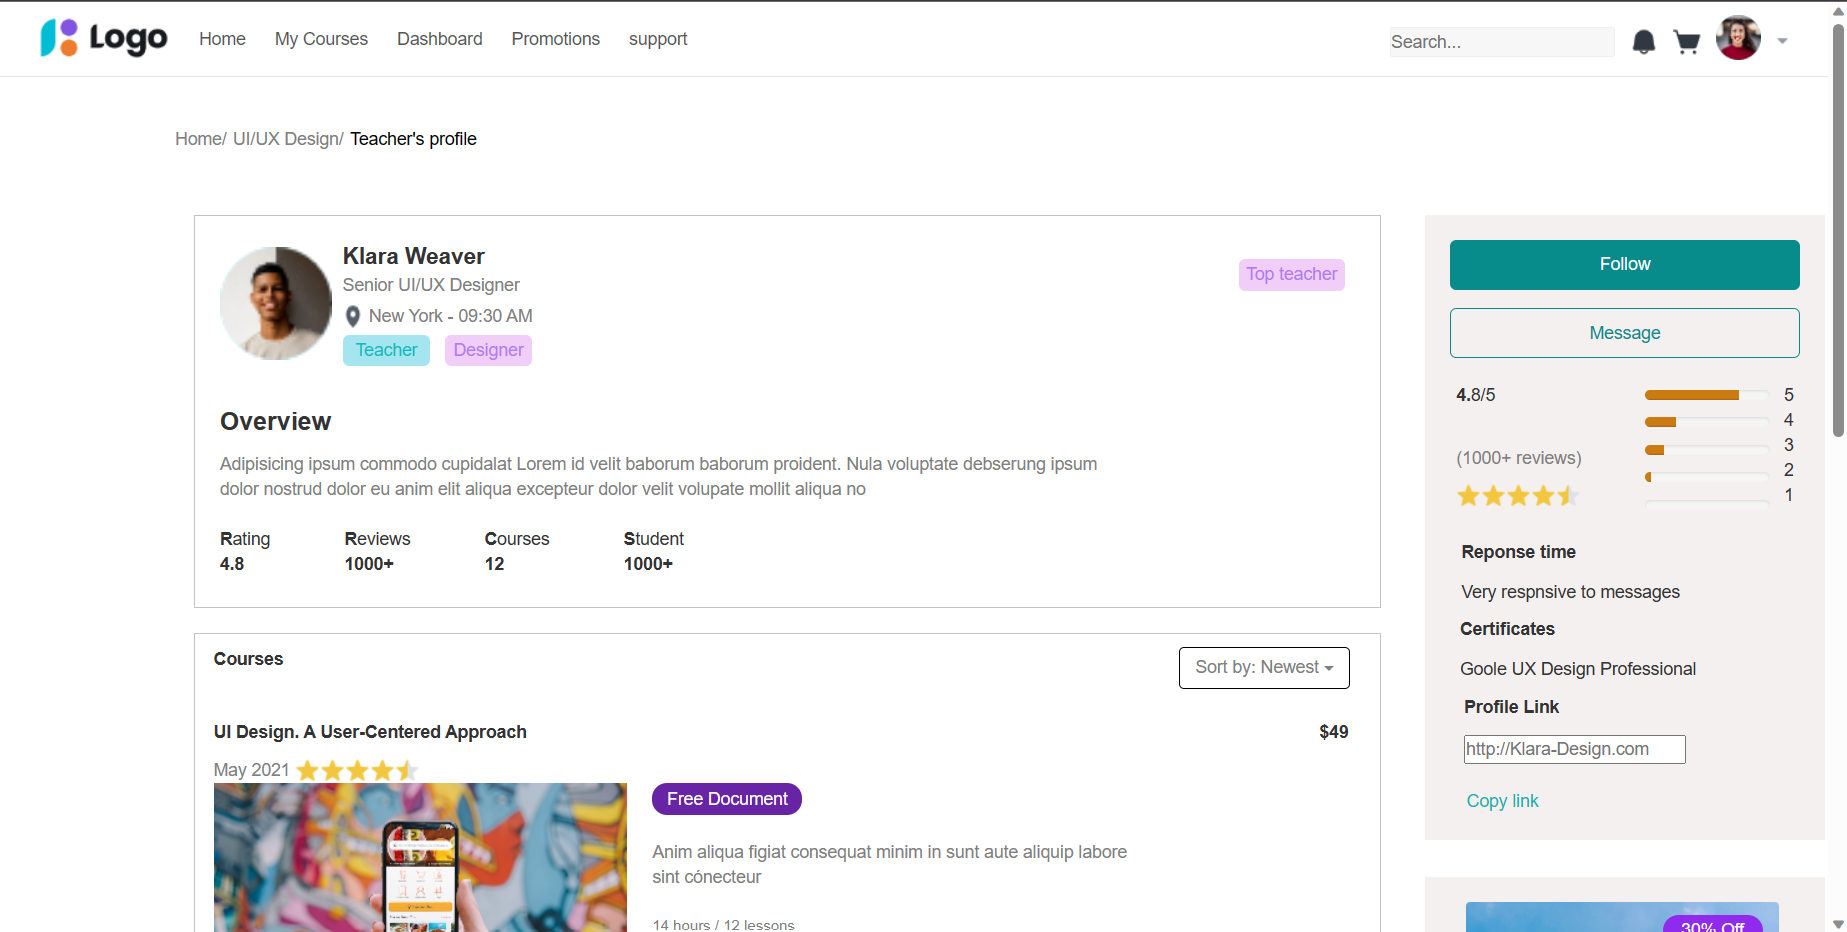 Logo
Home
My Courses
Dashboard
Promotions
support
Search...
Home/ UI/UX Design/ Teacher's profile
Klara Weaver
Senior UI/UX Designer
New York - 09:30 AM
Teacher
Designer
Top teacher
Overview
Adipisicing ipsum commodo cupidalat Lorem id velit baborum baborum proident. Nula voluptate debserung ipsum
dolor nostrud dolor eu anim elit aliqua excepteur dolor velit volupate mollit aliqua no
Rating
4.8
Reviews
1000+
Courses
12
Student
1000+
Courses
Sort by: Newest
UI Design. A User-Centered Approach
$49
May 2021
Free Document
Anim aliqua figiat consequat minim in sunt aute aliquip labore
sint cónecteur
14 hours / 12 lessons
Follow
Message
4.8/5
(1000+ reviews)
5
4
3
2
1
Reponse time
Very respnsive to messages
Certificates
Goole UX Design Professional
Profile Link
http://Klara-Design.com
Copy link
30% Off